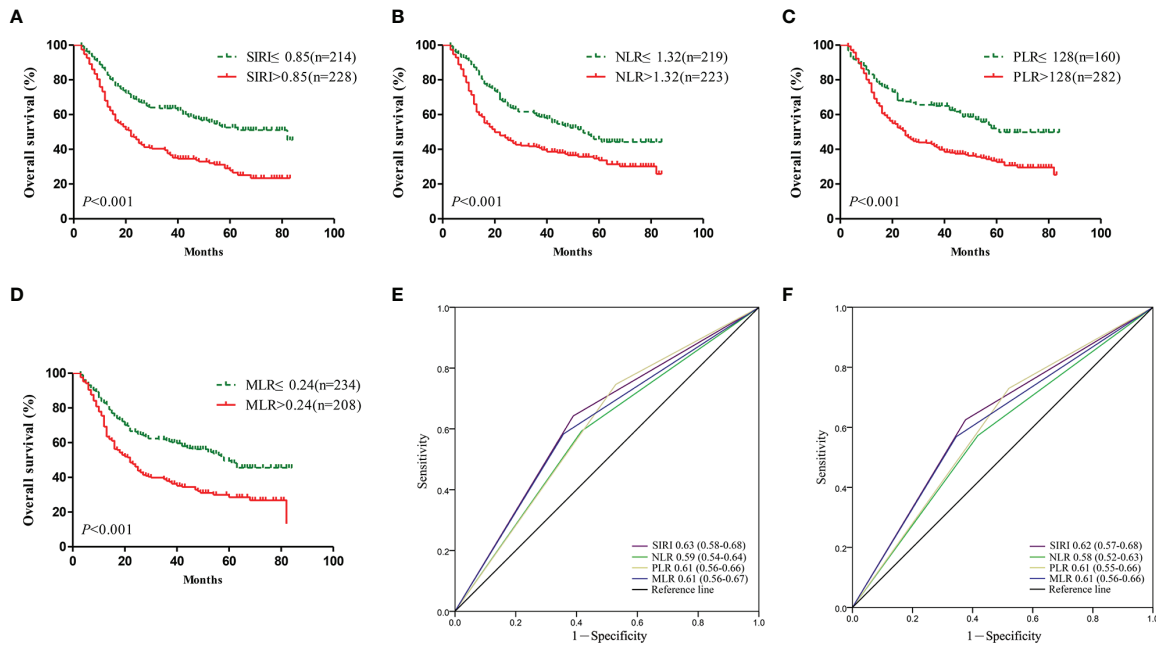 A
Overall survival (%)
100
80
60
40
20
0
0 20 40 60 80 100
Months
SIRI≤ 0.85(n=214)
SIRI>0.85(n=228)
P<0.001
B
Overall survival (%)
100
80
60
40
20
0
0 20 40 60 80 100
Months
NLR≤ 1.32(n=219)
NLR>1.32(n=223)
P<0.001
C
Overall survival (%)
100
80
60
40
20
0
0 20 40 60 80 100
Months
PLR≤ 128(n=160)
PLR>128(n=282)
P<0.001
D
Overall survival (%)
100
80
60
40
20
0
0 20 40 60 80 100
Months
MLR≤ 0.24(n=234)
MLR>0.24(n=208)
P<0.001
E
Sensitivity
1.0
0.8
0.6
0.4
0.2
0.0
0.0 0.2 0.4 0.6 0.8 1.0
1－Specificity
SIRI 0.63 (0.58-0.68)
NLR 0.59 (0.54-0.64)
PLR 0.61 (0.56-0.66)
MLR 0.61 (0.56-0.67)
Reference line
F
Sensitivity
1.0
0.8
0.6
0.4
0.2
0.0
0.0 0.2 0.4 0.6 0.8 1.0
1－Specificity
SIRI 0.62 (0.57-0.68)
NLR 0.58 (0.52-0.63)
PLR 0.61 (0.55-0.66)
MLR 0.61 (0.56-0.66)
Reference line